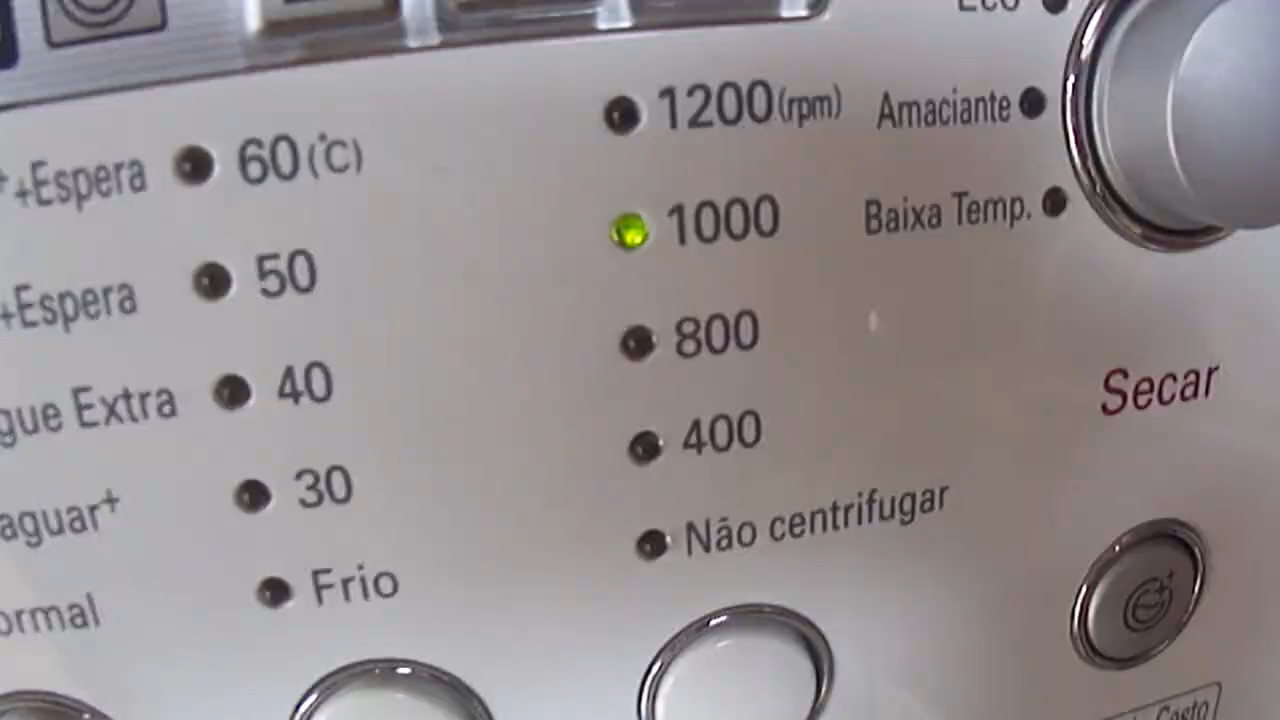 Eco
1200(rpm)
Amaciante
+Espera
60(°C)
1000
Baixa Temp.
+Espera
50
800
gue Extra
40
400
Secar
aguar+
30
Não centrifugar
ormal
Frio
Cesto